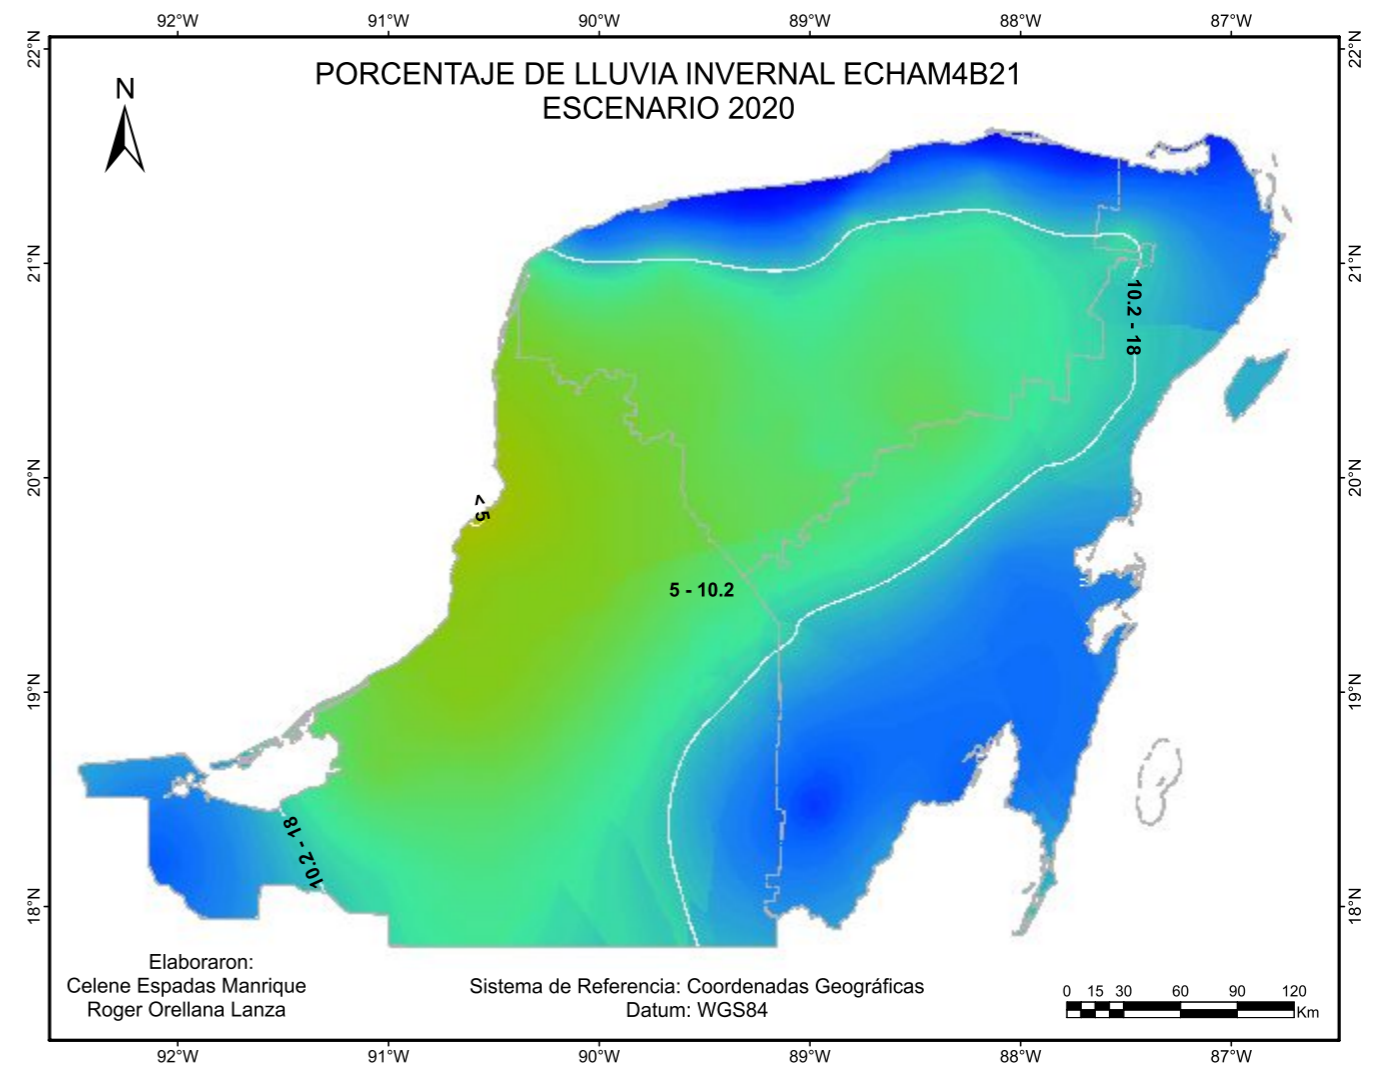 92°W 91°W 90°W 89°W 88°W 87°W
22°N 22°N
N
PORCENTAJE DE LLUVIA INVERNAL ECHAM4B21
ESCENARIO 2020
21°N 21°N
10.2 - 18
20°N 20°N
< 5
5 - 10.2
19°N 19°N
10.2 - 18
18°N 18°N
Elaboraron:
Celene Espadas Manrique
Roger Orellana Lanza
Sistema de Referencia: Coordenadas Geográficas
Datum: WGS84
0 15 30 60 90 120
Km
92°W 91°W 90°W 89°W 88°W 87°W